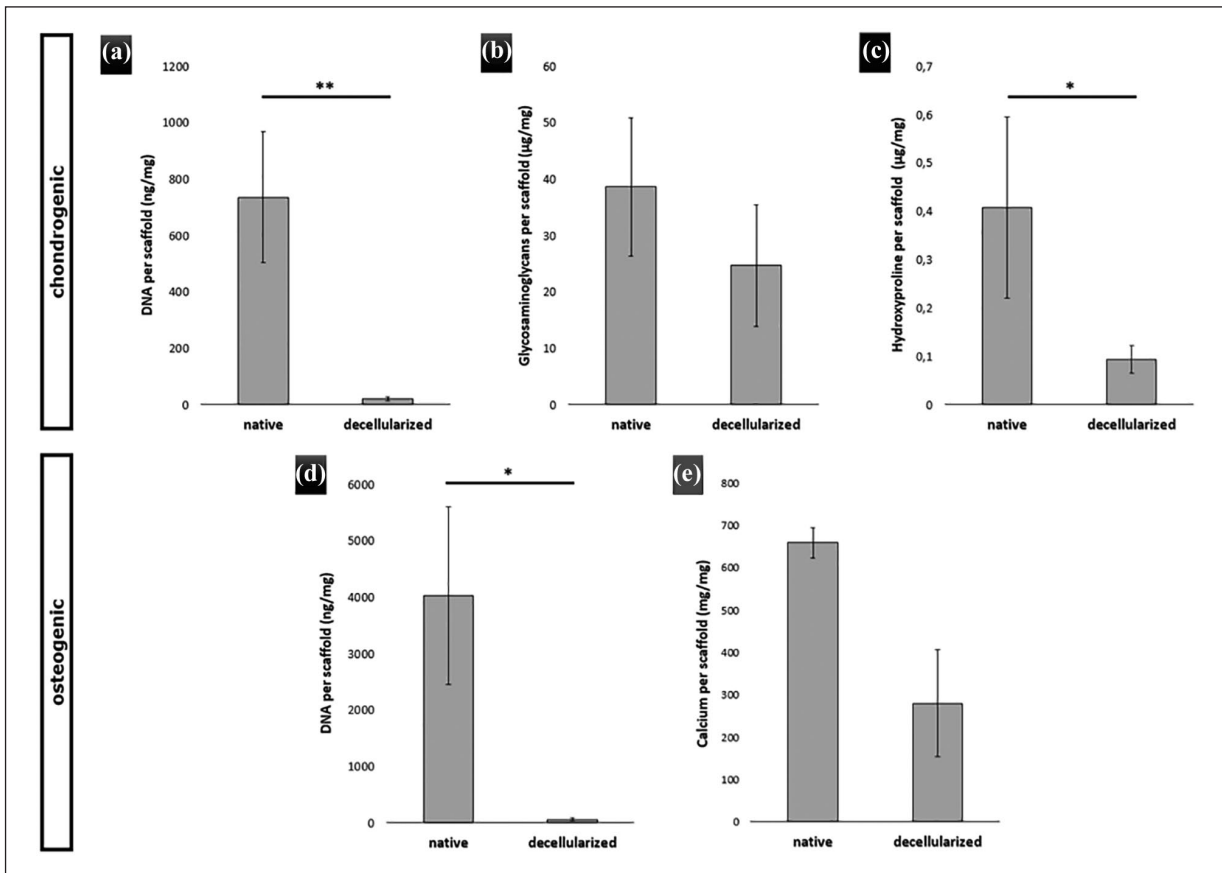 chondrogenic
(a)
DNA per scaffold (ng/mg)
1200
1000
800
600
400
200
0
**
native decellularized
(b)
Glycosaminoglycans per scaffold (µg/mg)
60
50
40
30
20
10
0
native decellularized
(c)
Hydroxyproline per scaffold (µg/mg)
0,7
0,6
0,5
0,4
0,3
0,2
0,1
0
*
native decellularized
osteogenic
(d)
DNA per scaffold (ng/mg)
6000
5000
4000
3000
2000
1000
0
*
native decellularized
(e)
Calcium per scaffold (mg/mg)
800
700
600
500
400
300
200
100
0
native decellularized